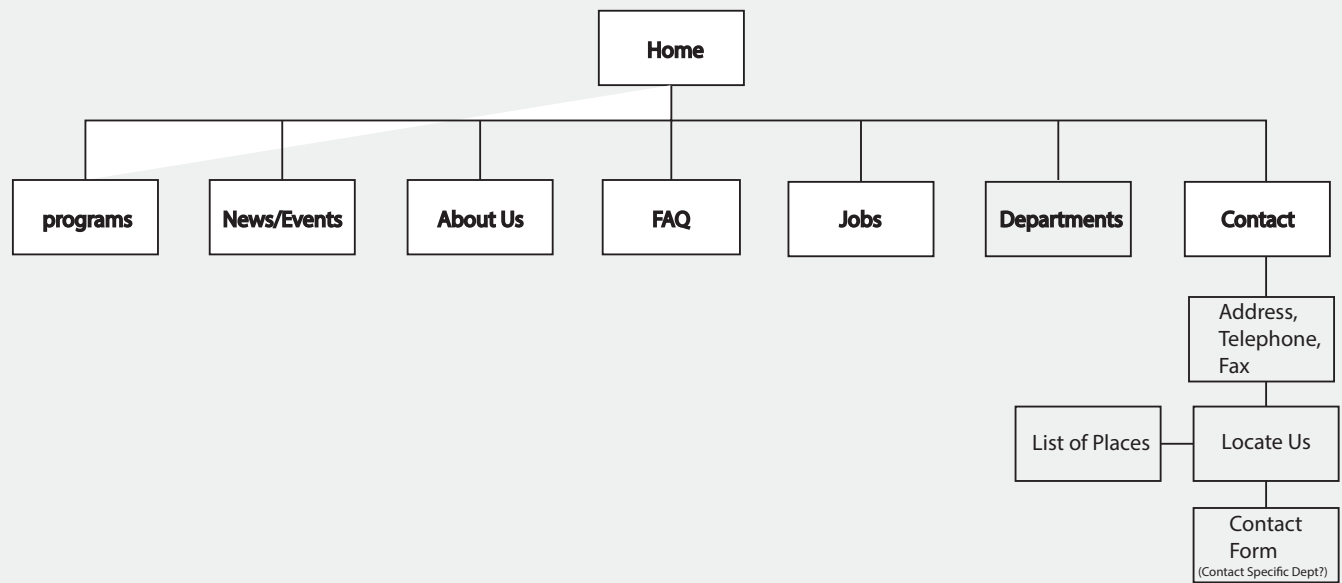 Home
programs
News/Events
About Us
FAQ
Jobs
Departments
Contact
Address,
Telephone,
Fax
List of Places
Locate Us
Contact
Form
(Contact Specific Dept?)